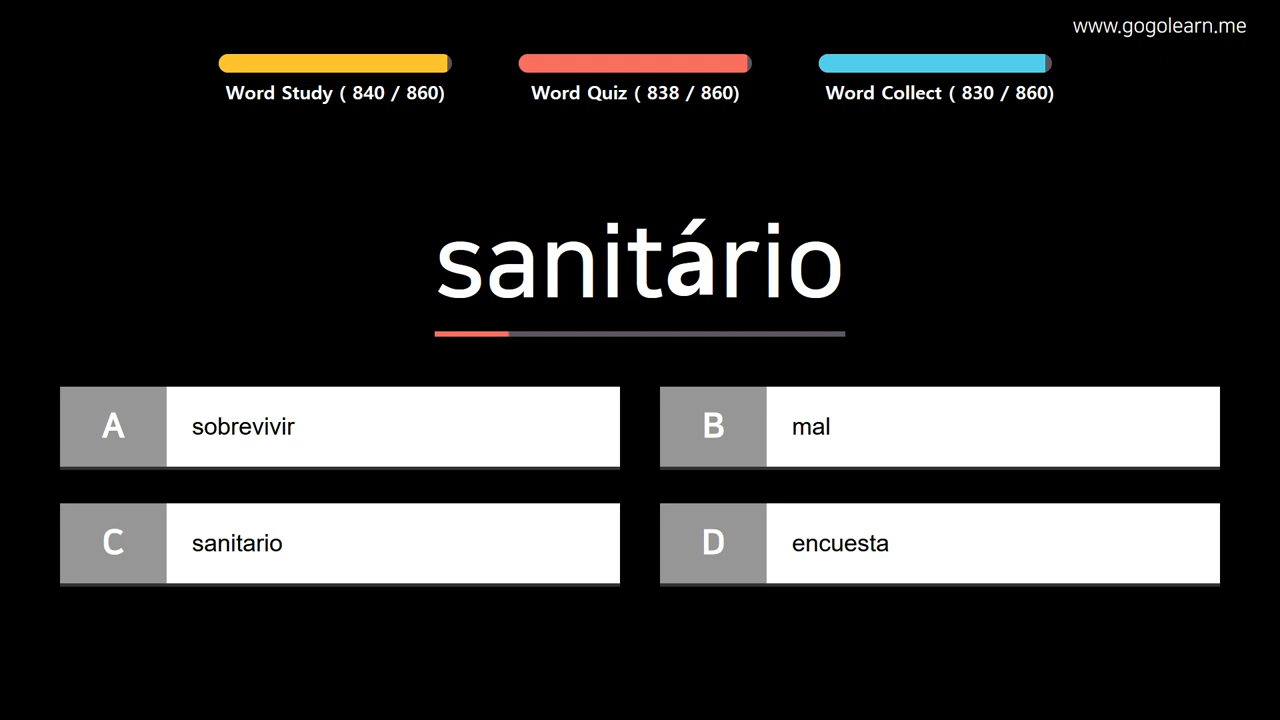 www.gogolearn.me
Word Study ( 840 / 860)
Word Quiz ( 838 / 860)
Word Collect ( 830 / 860)
sanitário
A
sobrevivir
B
mal
C
sanitario
D
encuesta